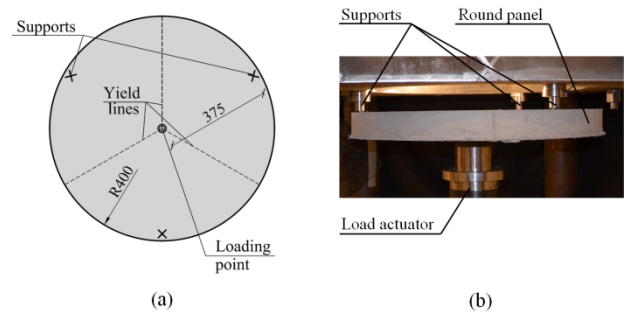 Supports
Yield
lines
375
R400
Loading
point
(a)
Supports
Round panel
Load actuator
(b)